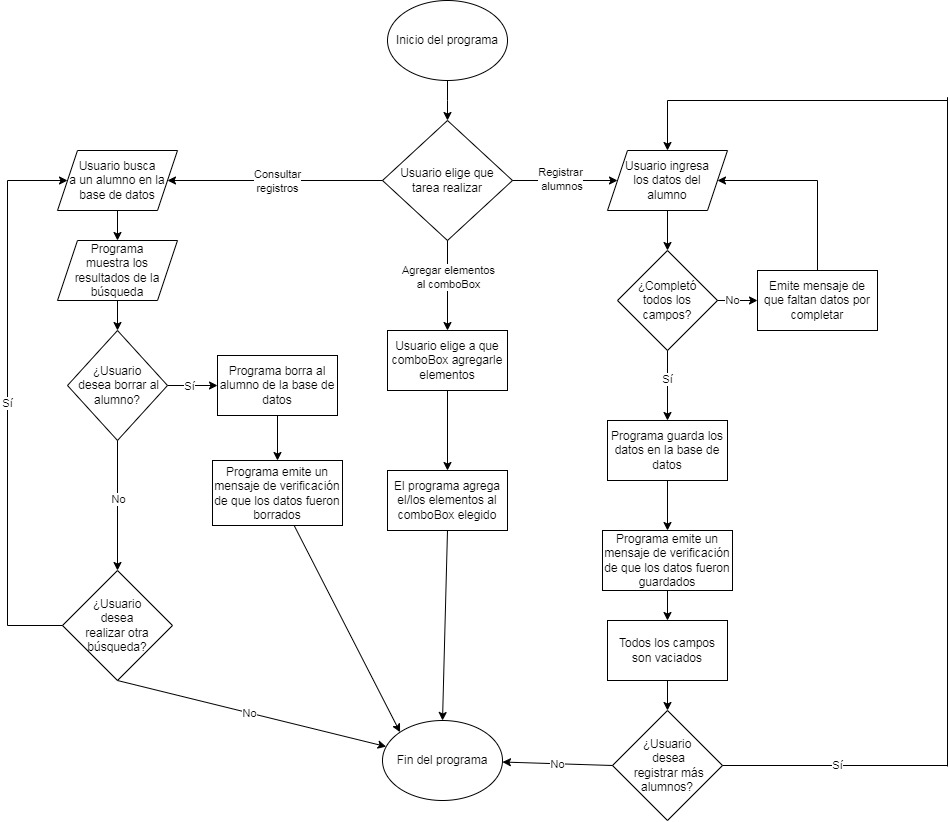 Inicio del programa
Usuario elige que
tarea realizar
Consultar
registros
Registrar
alumnos
Agregar elementos
al comboBox
Usuario busca
a un alumno en la
base de datos
Programa
muestra los
resultados de la
búsqueda
¿Usuario
desea borrar al
alumno?
Sí
Programa borra al
alumno de la base de
datos
Programa emite un
mensaje de verificación
de que los datos fueron
borrados
No
¿Usuario
desea
realizar otra
búsqueda?
Sí
No
Usuario elige a que
comboBox agregarle
elementos
El programa agrega
el/los elementos al
comboBox elegido
Usuario ingresa
los datos del
alumno
¿Completó
todos los
campos?
No
Emite mensaje de
que faltan datos por
completar
Sí
Programa guarda los
datos en la base de
datos
Programa emite un
mensaje de verificación
de que los datos fueron
guardados
Todos los campos
son vaciados
¿Usuario
desea
registrar más
alumnos?
Sí
No
Fin del programa